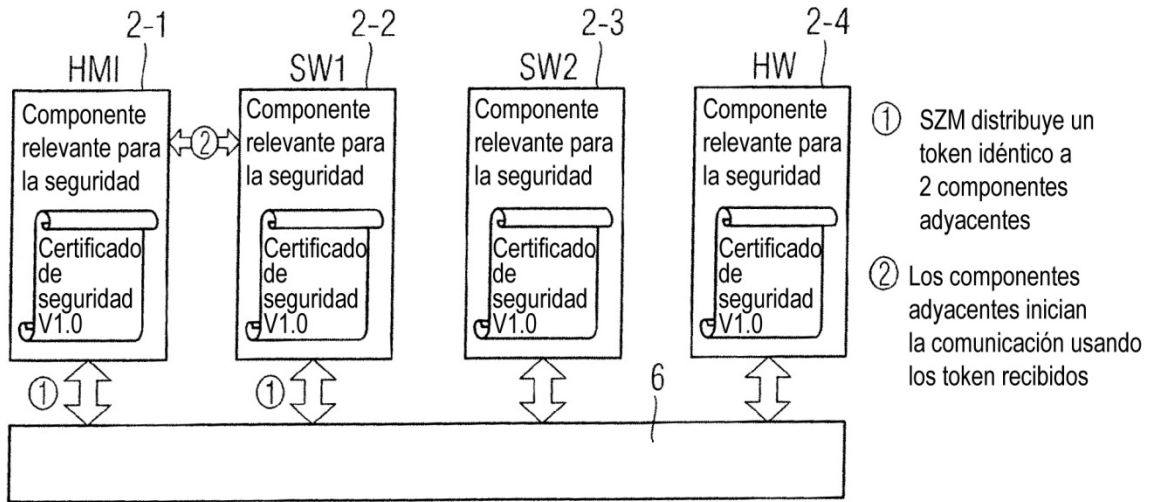 2-1
2-2
2-3
2-4
HMI
SW1
SW2
HW
Componente
relevante para
la seguridad
Certificado
de
seguridad
V1.0
②
Componente
relevante para
la seguridad
Certificado
de
seguridad
V1.0
Componente
relevante para
la seguridad
Certificado
de
seguridad
V1.0
Componente
relevante para
la seguridad
Certificado
de
seguridad
V1.0
① SZM distribuye un
token idéntico a
2 componentes
adyacentes
② Los componentes
adyacentes inician
la comunicación usando
los token recibidos
①
①
6